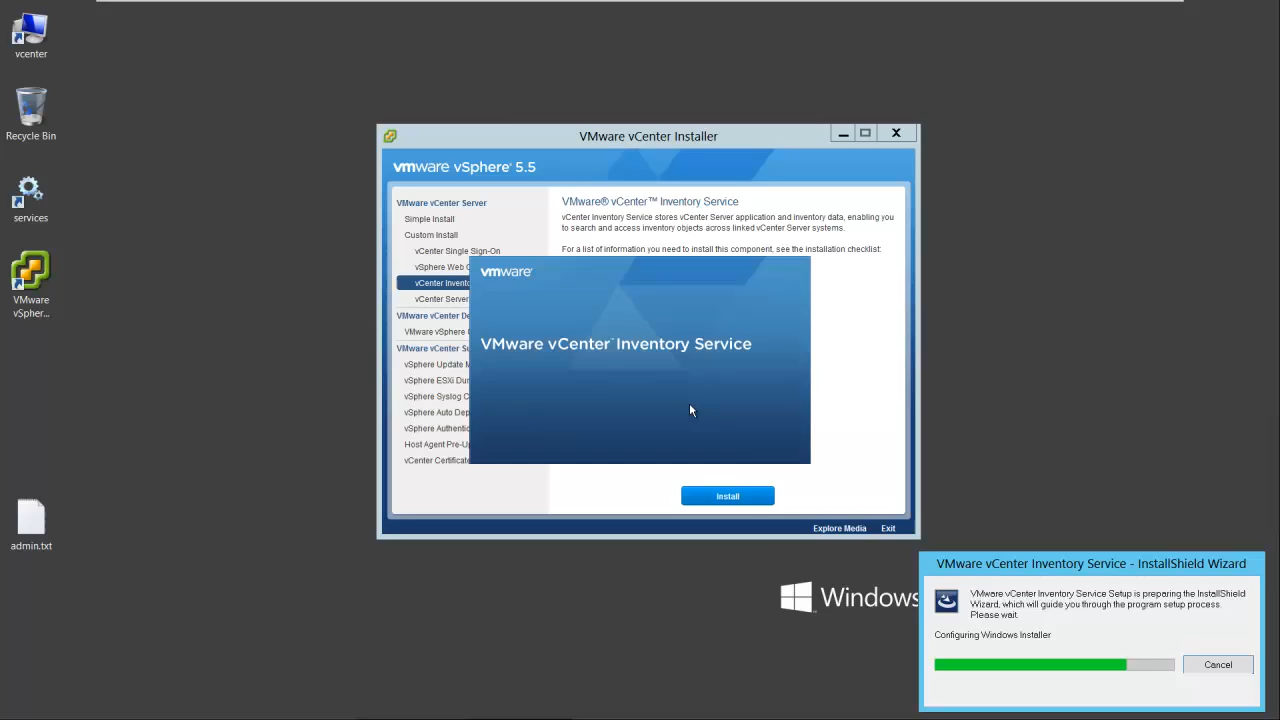 vcenter
Recycle Bin
services
VMware
vSpher...
admin.txt
VMware vCenter Installer
vmware vSphere® 5.5
VMware vCenter Server
Simple Install
Custom Install
vCenter Single Sign-On
vSphere Web
vCenter Invento
vCenter Server
VMware vCenter De
VMware vSphere
VMware vCenter Su
vSphere Update M
vSphere ESXi Dum
vSphere Syslog C
vSphere Auto Dep
vSphere Authentic
Host Agent Pre-Up
vCenter Certificate
VMware® vCenter™ Inventory Service
vCenter Inventory Service stores vCenter Server application and inventory data, enabling you
to search and access inventory objects across linked vCenter Server systems.
For a list of information you need to install this component, see the installation checklist:
vmware®
VMware vCenter™ Inventory Service
Install
Explore Media Exit
Windows
VMware vCenter Inventory Service - InstallShield Wizard
VMware vCenter Inventory Service Setup is preparing the InstallShield
Wizard, which will guide you through the program setup process.
Please wait.
Configuring Windows Installer
Cancel